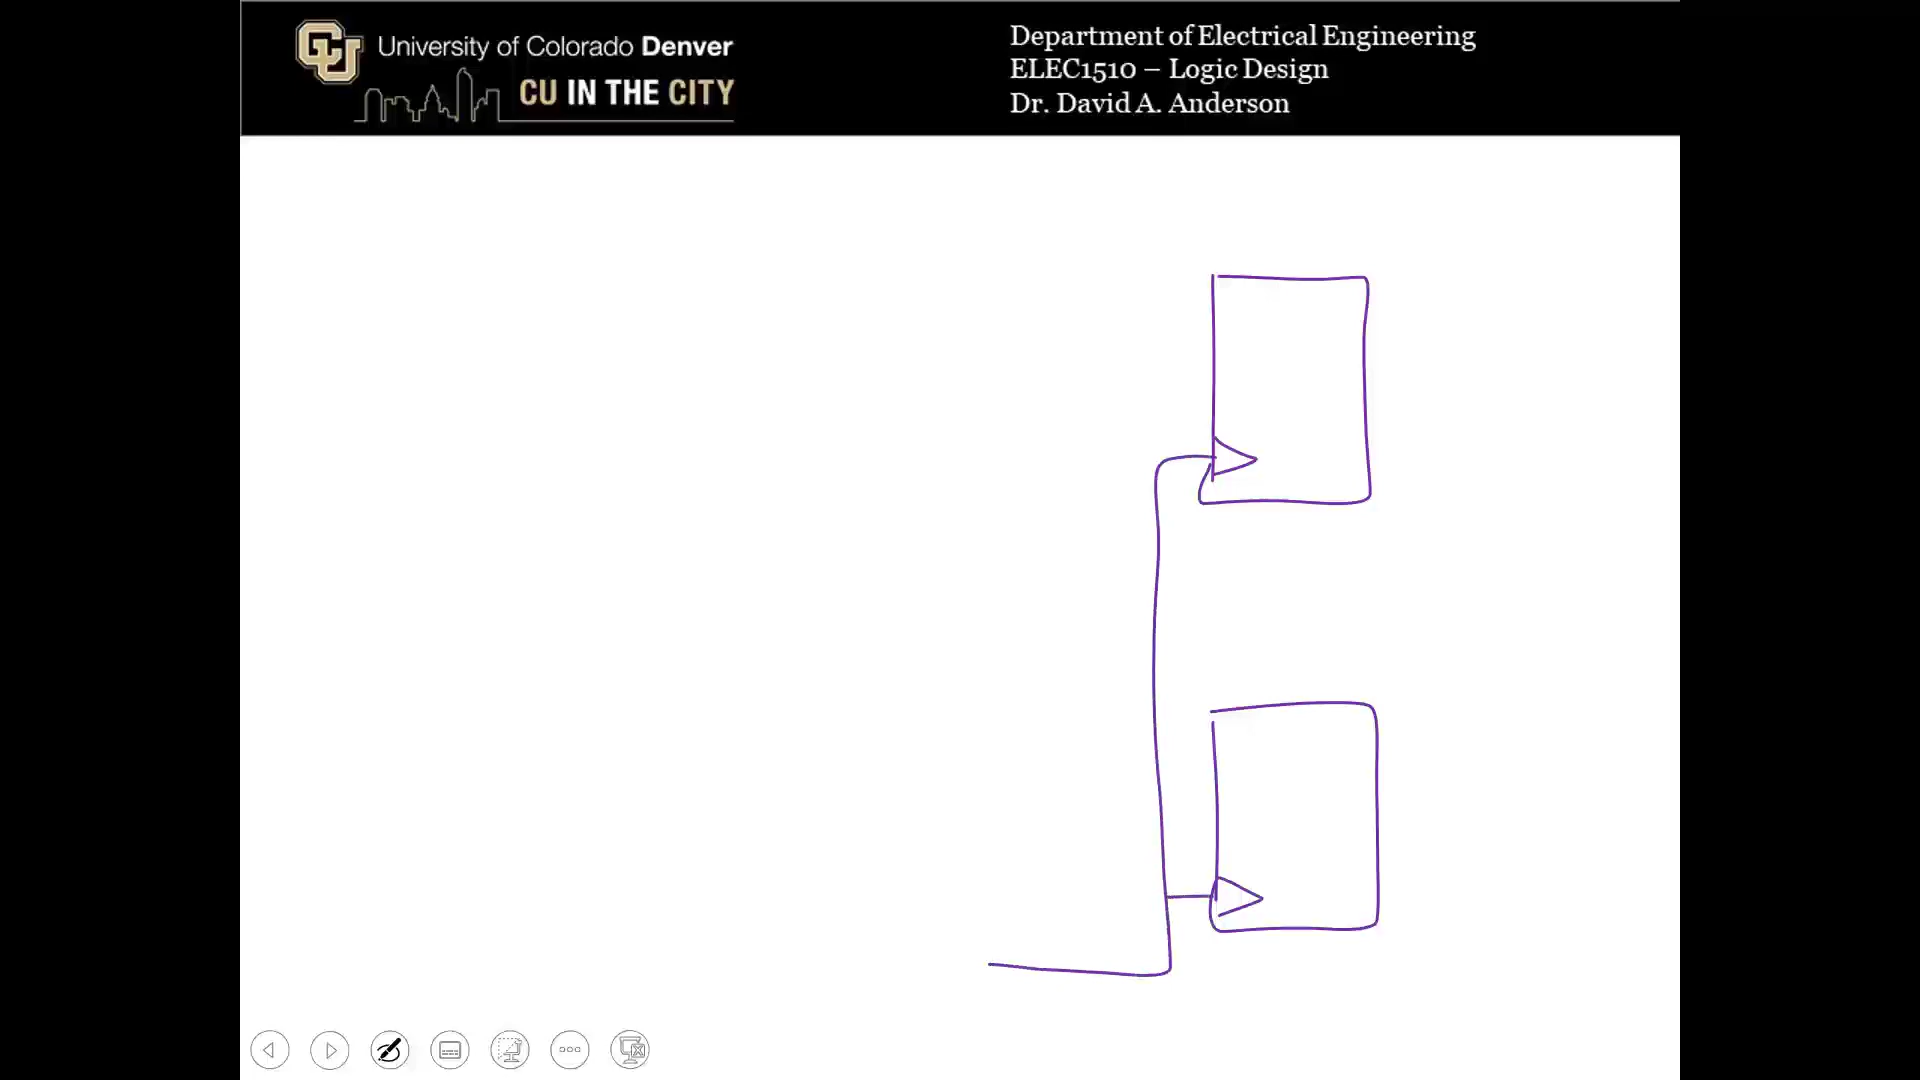 University of Colorado Denver
CU IN THE CITY
Department of Electrical Engineering
ELEC1510 – Logic Design
Dr. David A. Anderson